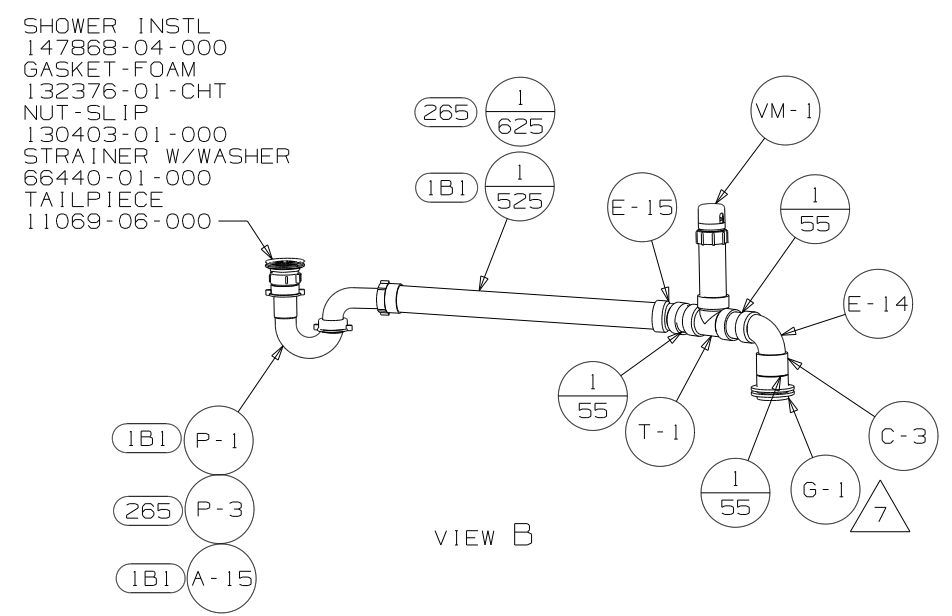 SHOWER INSTL
147868-04-000
GASKET-FOAM
132376-01-CHT
NUT-SLIP
130403-01-000
STRAINER W/WASHER
66440-01-000
TAILPIECE
11069-06-000
265
1
625
1B1
1
525
VM-1
E-15
1
55
E-14
1
55
T-1
C-3
1
55
G-1
7
1B1
P-1
265
P-3
1B1
A-15
VIEW B